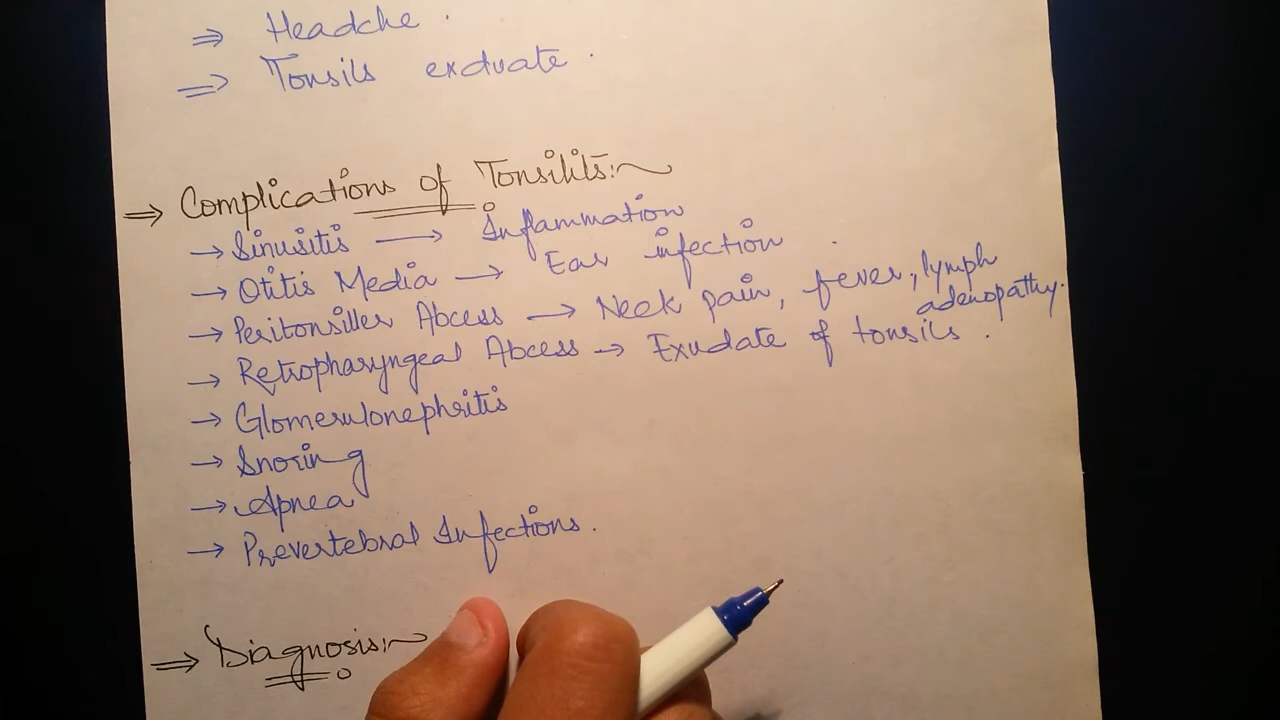 ⇒ Headche.
⇒ Tonsils exduate.
⇒ Complications of Tonsilits:~
→ Sinusitis → Inflammation
→ Otitis Media → Ear infection
→ Peritonsiller Abcess → Neck pain, fever, lymph adenopathy.
→ Retropharyngeal Abcess → Exudate of tonsils.
→ Glomerulonephritis
→ Snoring
→ Apnea
→ Prevertebral Infections.
⇒ Diagnosis:~